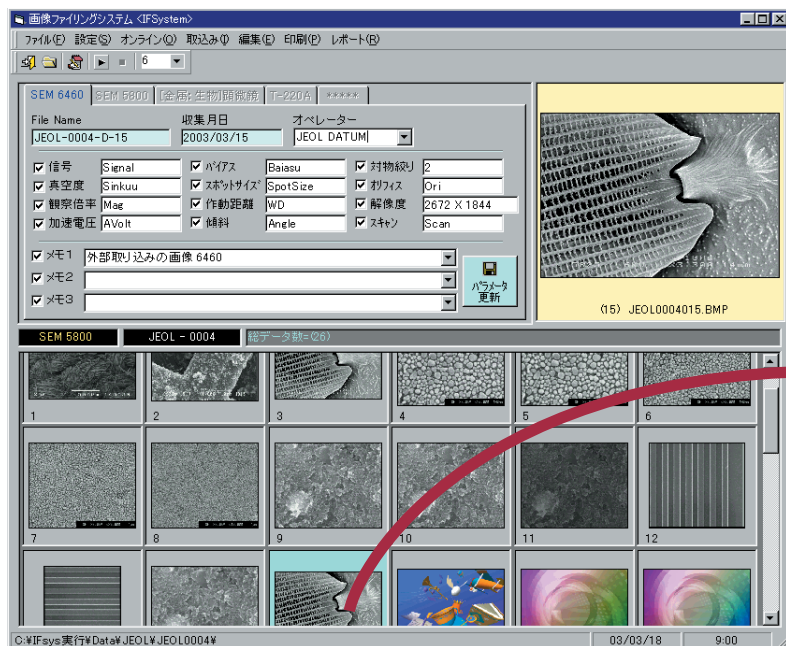 画像ファイリングシステム <IFSystem>
ファイル(F) 設定(S) オンライン(O) 取込み(I) 編集(E) 印刷(P) レポート(R)
6
SEM 6460 SEM 5800 [金属:生物]顕微鏡 T-220A *****
File Name 収集月日 オペレーター
JEOL-0004-D-15 2003/03/15 JEOL DATUM
信号 Signal バイアス Baiasu 対物絞り 2
真空度 Sinkuu スポットサイズ SpotSize オリフィス Ori
観察倍率 Mag 作動距離 WD 解像度 2672 X 1844
加速電圧 AVolt 傾斜 Angle スキャン Scan
メモ1 外部取り込みの画像 6460
メモ2
メモ3
パラメータ
更新
(15) JEOL0004015.BMP
SEM 5800 JEOL - 0004 総データ数=(26)
1 2 3 4 5 6
7 8 9 10 11 12
C:¥IFsys実行¥Data¥JEOL¥JEOL0004¥ 03/03/18 9:00